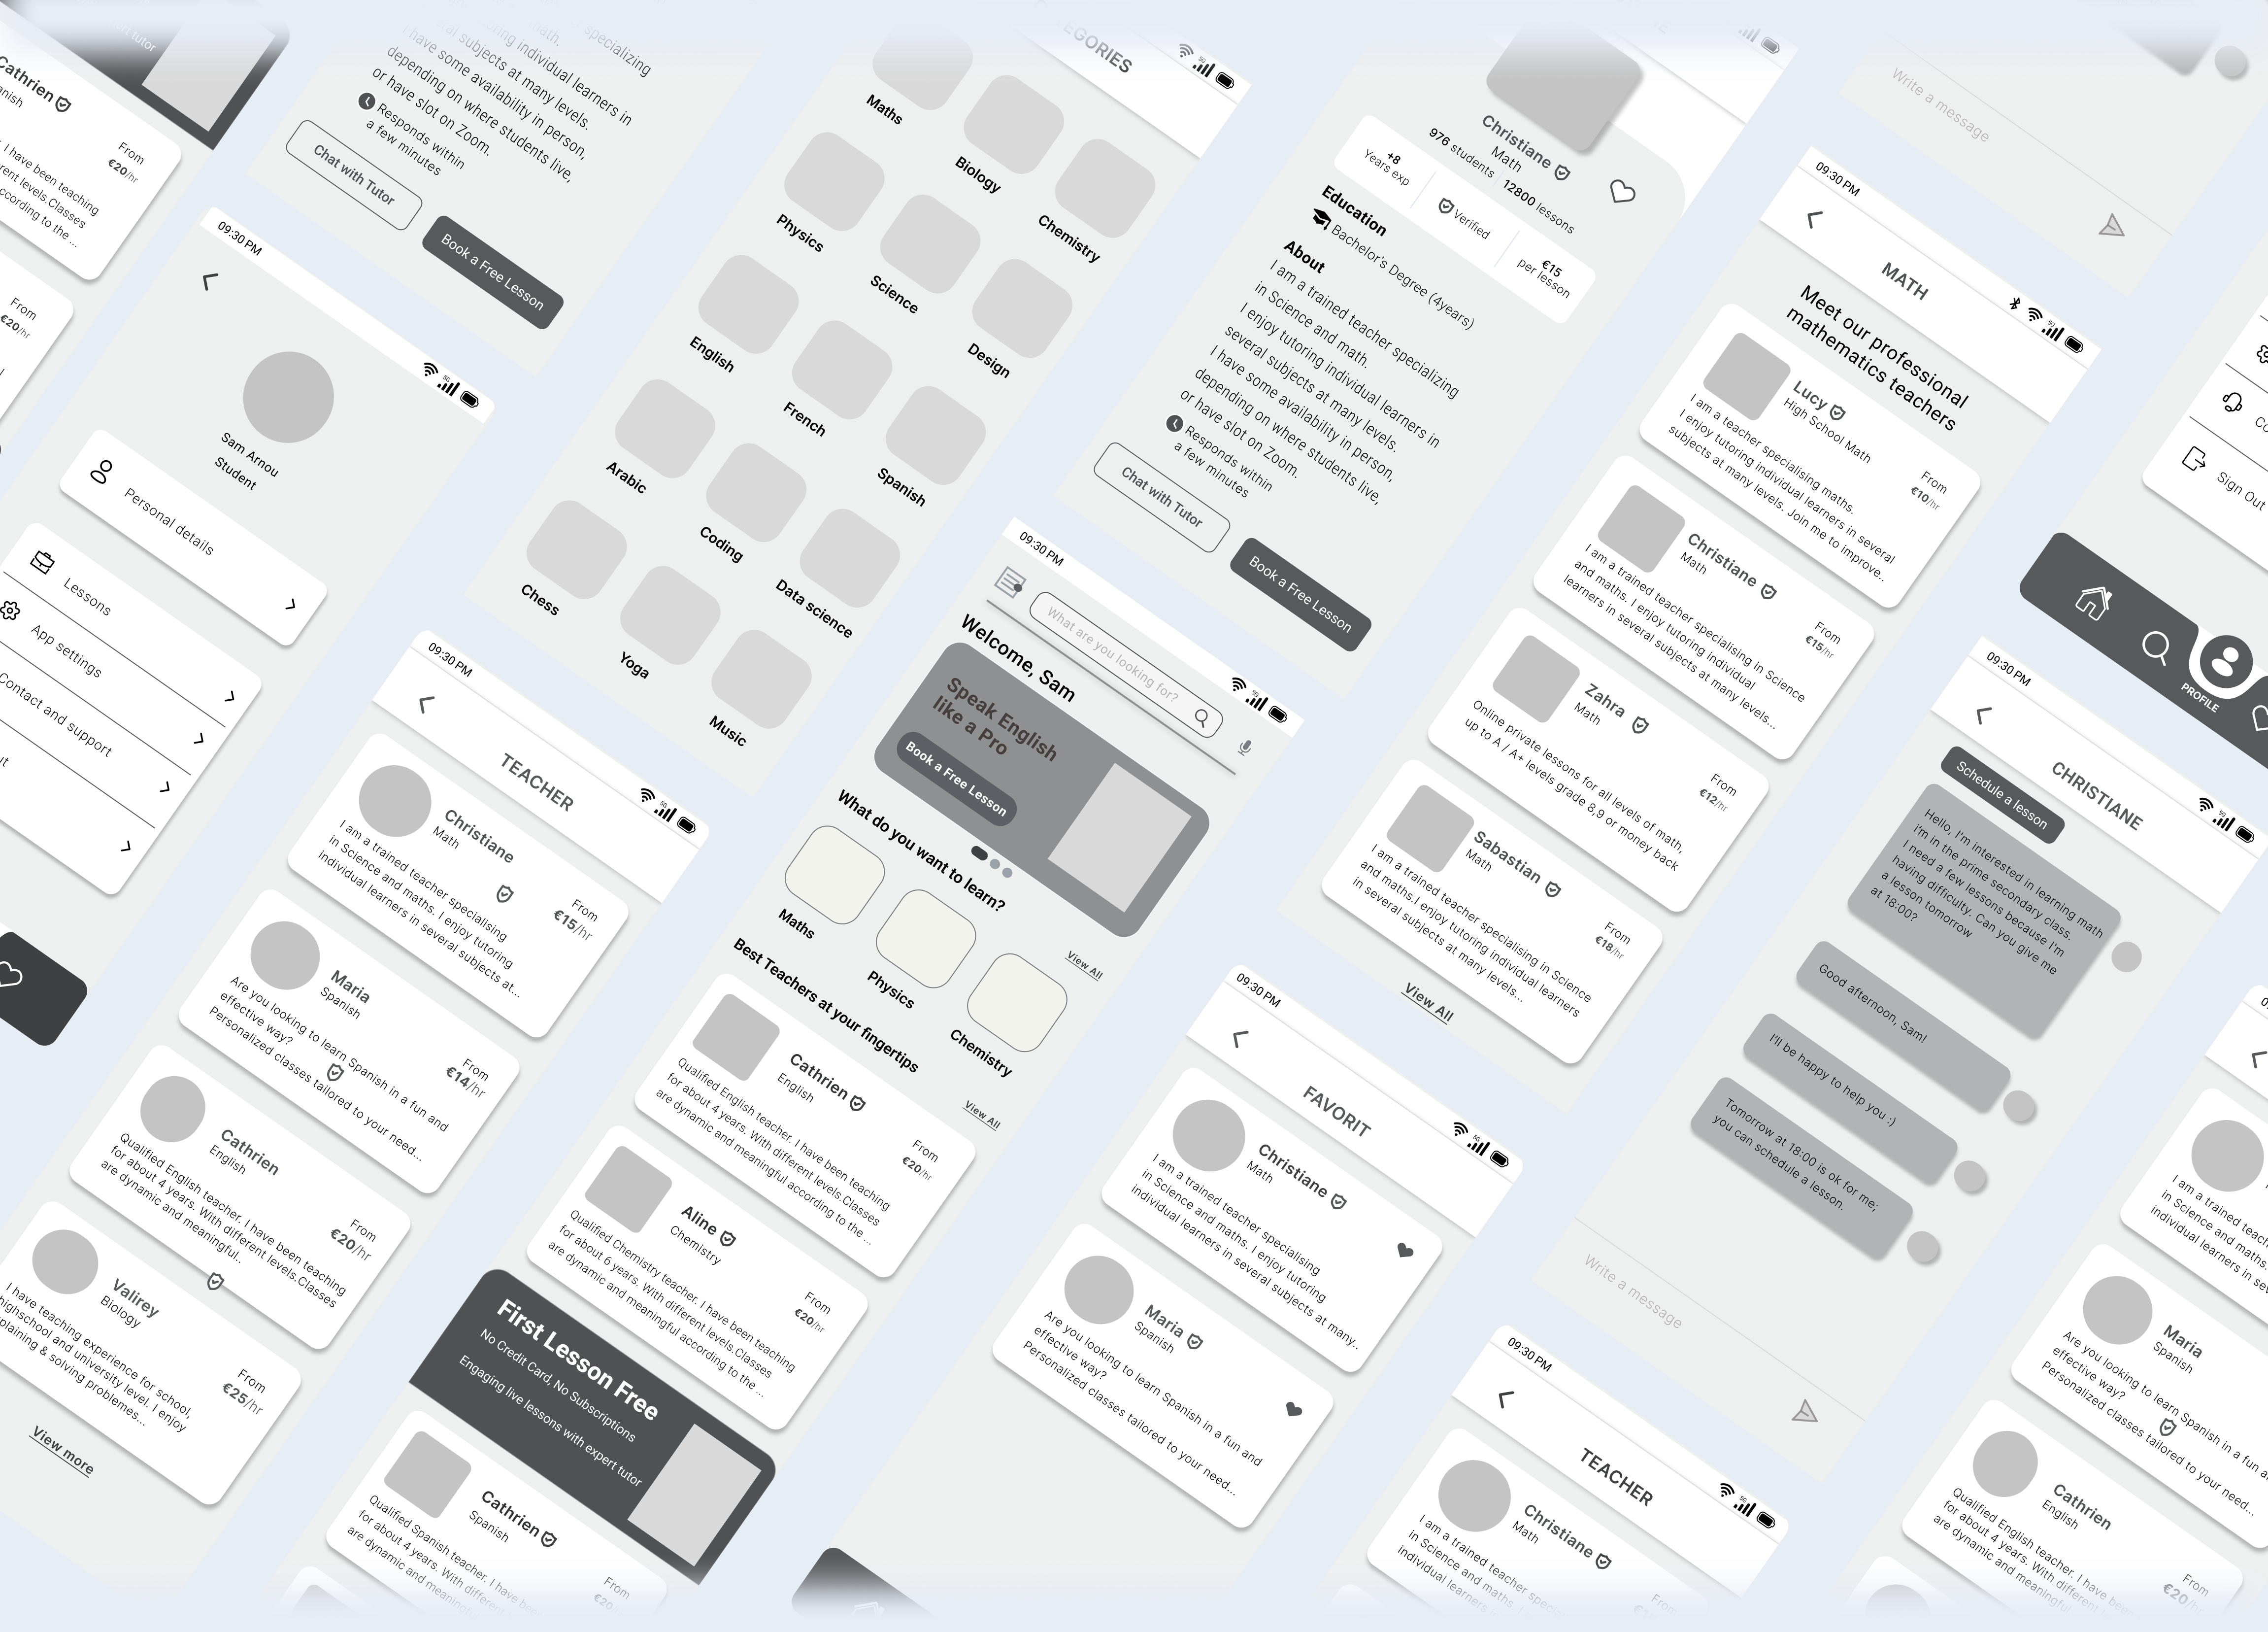 tutor
Cathrien
I have been teaching
From
€20/hr
From
€20/hr
specializing
individual learners in
subjects at many levels.
I have some availability in person,
depending on where students live,
or have slot on Zoom.
Responds within
a few minutes
Chat with Tutor
Book a Free Lesson
09:30 PM
Sam Arnou
Student
Personal details
Lessons
App settings
Contact and support
09:30 PM
TEACHER
Christiane
Math
I am a trained teacher specialising
in Science and maths. I enjoy tutoring
individual learners in several subjects at...
From
€15/hr
Maria
Spanish
Are you looking to learn Spanish in a fun and
effective way?
Personalized classes tailored to your need...
From
€14/hr
Cathrien
English
Qualified English teacher. I have been teaching
for about 4 years. With different levels.Classes
are dynamic and meaningful..
From
€20/hr
Valirey
Biology
I have teaching experience for school,
highschool and university level. I enjoy
& solving problemes...
From
€25/hr
View more
Maths
Biology
Chemistry
Physics
Science
Design
English
French
Spanish
Arabic
Coding
Data science
Chess
Yoga
Music
09:30 PM
What are you looking for?
Welcome, Sam
Speak English
like a Pro
Book a Free Lesson
What do you want to learn?
Maths
Physics
Chemistry
View All
Best Teachers at your fingertips
View All
Cathrien
English
Qualified English teacher. I have been teaching
for about 4 years. With different levels.Classes
are dynamic and meaningful according to the ...
From
€20/hr
Aline
Chemistry
Qualified Chemistry teacher. I have been teaching
for about 6 years. With different levels.Classes
are dynamic and meaningful according to the ...
From
€20/hr
First Lesson Free
No Credit Card, No Subscriptions
Engaging live lessons with expert tutor
Cathrien
Spanish
Qualified Spanish teacher. I have
for about 4 years. With different
are dynamic and
From
Christiane
Math
976 students
12800 lessons
+8
Years exp
Verified
€15
per lesson
Education
Bachelor's Degree (4years)
About
I am a trained teacher specializing
in Science and math.
I enjoy tutoring individual learners in
several subjects at many levels.
I have some availability in person,
depending on where students live,
or have slot on Zoom.
Responds within
a few minutes
Chat with Tutor
Book a Free Lesson
09:30 PM
FAVORIT
Christiane
Math
I am a trained teacher specialising
in Science and maths. I enjoy tutoring
individual learners in several subjects at many..
Maria
Spanish
Are you looking to learn Spanish in a fun and
effective way?
Personalized classes tailored to your need...
09:30 PM
MATH
Meet our professional
mathematics teachers
Lucy
High School Math
I am a teacher specialising maths.
I enjoy tutoring individual learners in several
subjects at many levels. Join me to improve..
From
€10/hr
Christiane
Math
I am a trained teacher specialising in Science
and maths. I enjoy tutoring individual
learners in several subjects at many levels...
From
€15/hr
Zahra
Math
Online private lessons for all levels of math,
up to A / A+ levels grade 8,9 or money back
From
€12/hr
Sabastian
Math
I am a trained teacher specialising in Science
and maths.I enjoy tutoring individual learners
in several subjects at many levels...
From
€18/hr
View All
09:30 PM
TEACHER
Christiane
Math
I am a trained teacher
in Science and maths.
individual learners
Write a message
Sign Out
PROFILE
09:30 PM
CHRISTIANE
Schedule a lesson
Hello, I'm interested in learning math
i'm in the prime secondary class.
I need a few lessons because I'm
having difficulty. Can you give me
a lesson tomorrow
at 18:00?
Good afternoon, Sam!
I'll be happy to help you :)
Tomorrow at 18:00 is ok for me;
you can schedule a lesson.
Write a message
I am a trained
in Science and
individual learners in
Maria
Spanish
Are you looking to learn Spanish in a fun
effective way?
Personalized classes tailored to your need...
Cathrien
English
Qualified English teacher. I have been
for about 4 years. With different
are dynamic and meaningful
From
€20/hr